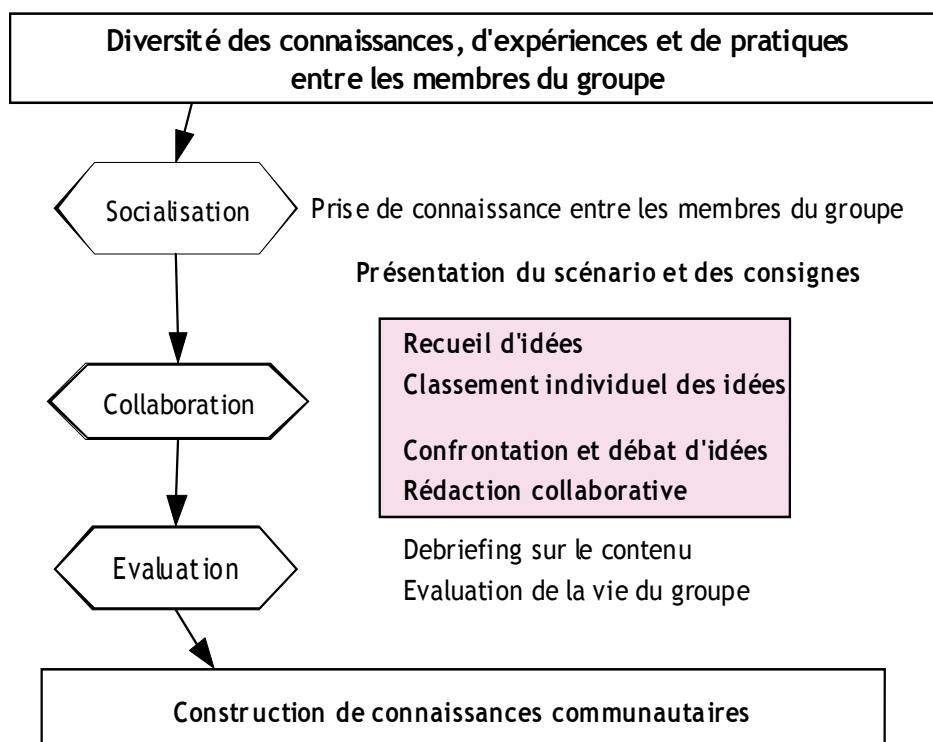 Diversité des connaissances, d'expériences et de pratiques
entre les membres du groupe
Socialisation
Prise de connaissance entre les membres du groupe
Présentation du scénario et des consignes
Recueil d'idées
Classement individuel des idées
Collaboration
Confrontation et débat d'idées
Rédaction collaborative
Debriefing sur le contenu
Evaluation
Evaluation de la vie du groupe
Construction de connaissances communautaires